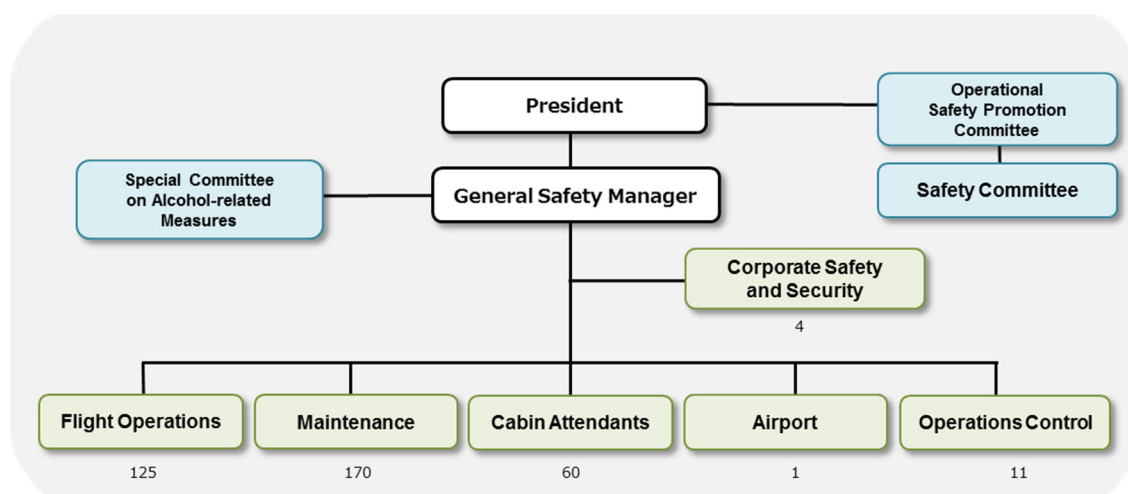 President
Operational
Safety Promotion
Committee
Special Committee
on Alcohol-related
Measures
General Safety Manager
Safety Committee
Corporate Safety
and Security
4
Flight Operations
Maintenance
Cabin Attendants
Airport
Operations Control
125
170
60
1
11